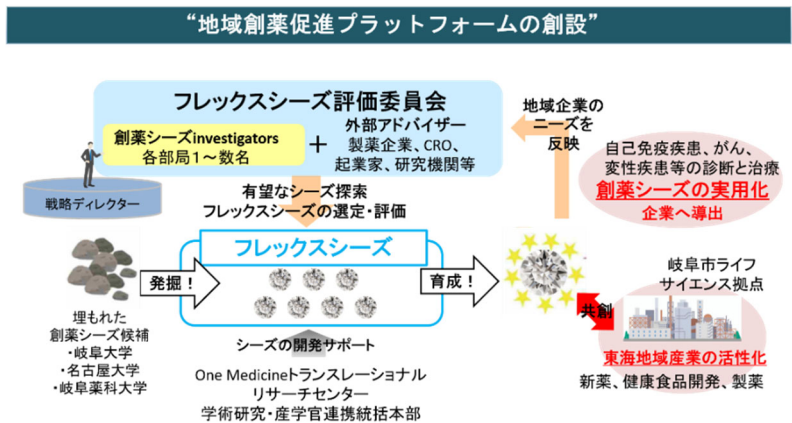 “地域創薬促進プラットフォームの創設”
フレックスシーズ評価委員会
創薬シーズinvestigators
各部局１～数名
＋
外部アドバイザー
製薬企業、CRO、
起業家、研究機関等
戦略ディレクター
地域企業の
ニーズを
反映
自己免疫疾患、がん、
変性疾患等の診断と治療
創薬シーズの実用化
企業へ導出
有望なシーズ探索
フレックスシーズの選定・評価
フレックスシーズ
発掘！
育成！
埋もれた
創薬シーズ候補
・岐阜大学
・名古屋大学
・岐阜薬科大学
シーズの開発サポート
One Medicineトランスレーショナル
リサーチセンター
学術研究・産学官連携統括本部
共創
岐阜市ライフ
サイエンス拠点
東海地域産業の活性化
新薬、健康食品開発、製薬